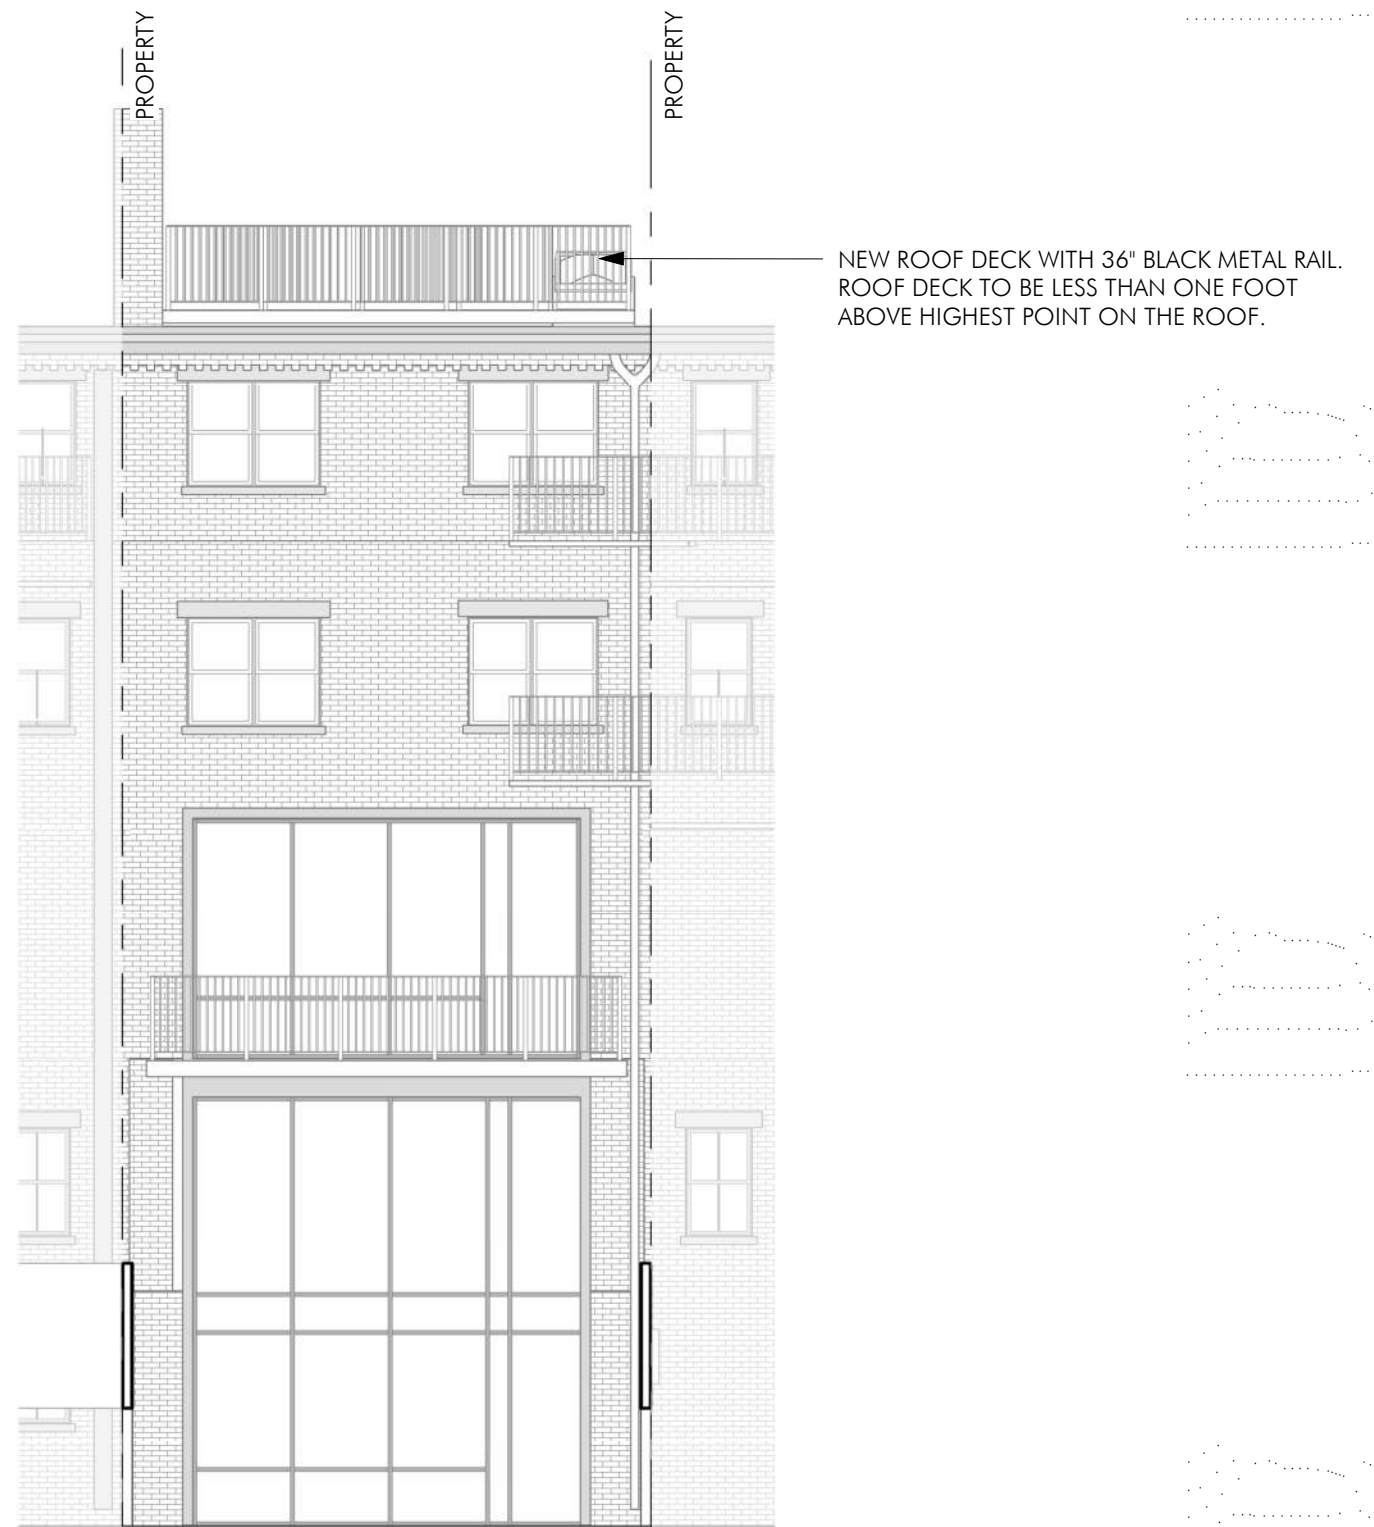 PROPERTY
PROPERTY
NEW ROOF DECK WITH 36" BLACK METAL RAIL.
ROOF DECK TO BE LESS THAN ONE FOOT
ABOVE HIGHEST POINT ON THE ROOF.